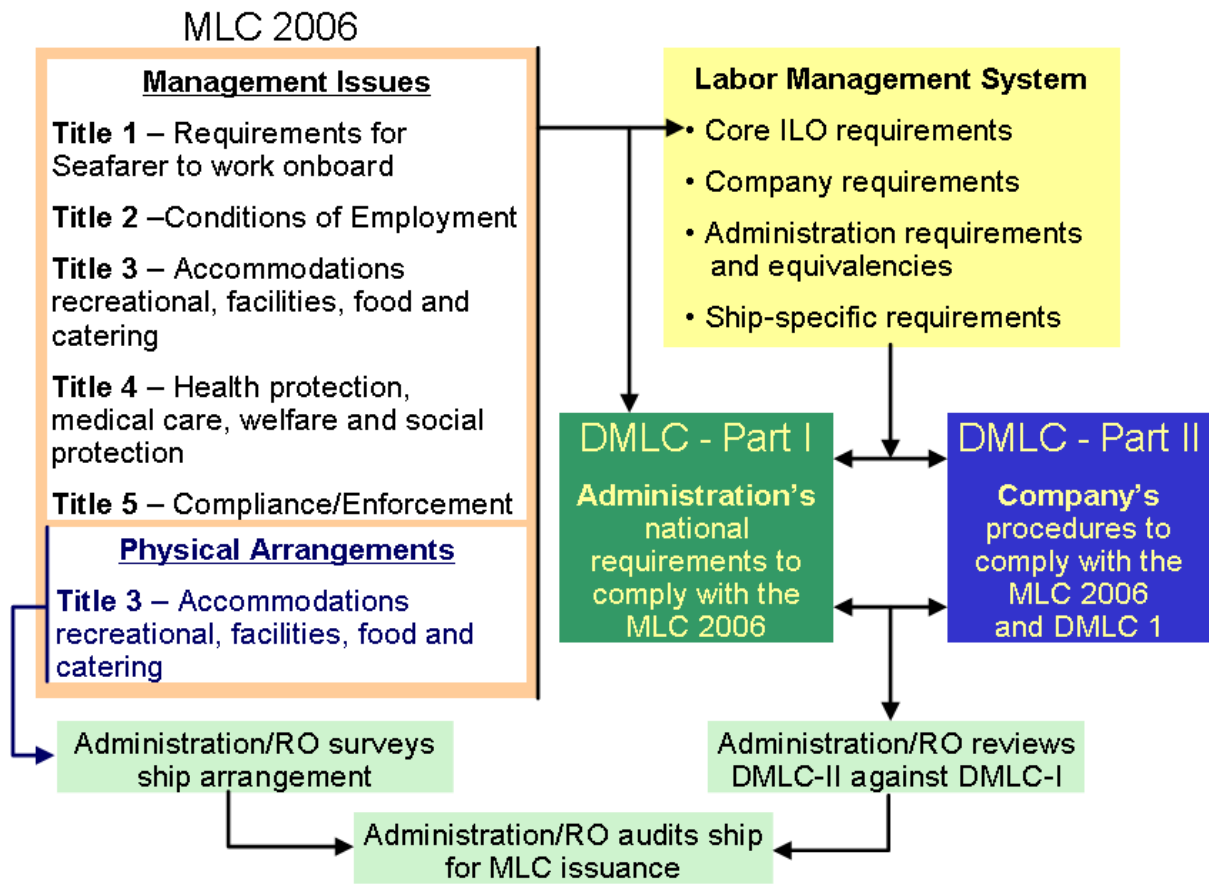 MLC 2006
Management Issues
Title 1 – Requirements for
Seafarer to work onboard
Title 2 –Conditions of Employment
Title 3 – Accommodations
recreational, facilities, food and
catering
Title 4 – Health protection,
medical care, welfare and social
protection
Title 5 – Compliance/Enforcement
Physical Arrangements
Title 3 – Accommodations
recreational, facilities, food and
catering
Labor Management System
• Core ILO requirements
• Company requirements
• Administration requirements
and equivalencies
• Ship-specific requirements
DMLC - Part I
Administration's
national
requirements to
comply with the
MLC 2006
DMLC - Part II
Company's
procedures to
comply with the
MLC 2006
and DMLC 1
Administration/RO surveys
ship arrangement
Administration/RO reviews
DMLC-II against DMLC-I
Administration/RO audits ship
for MLC issuance